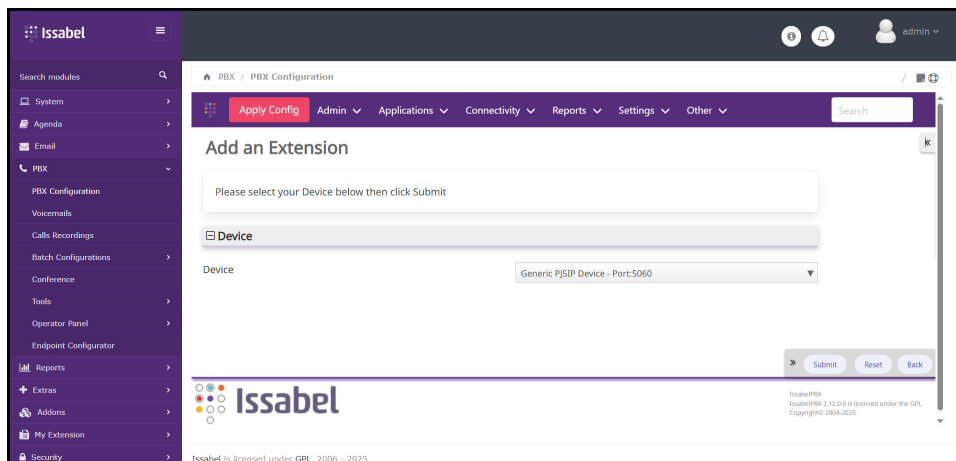 Issabel
admin
Search modules
PBX / PBX Configuration
System
Agenda
Email
PBX
PBX Configuration
Voicemails
Calls Recordings
Batch Configurations
Conference
Tools
Operator Panel
Endpoint Configurator
Reports
Extras
Addons
My Extension
Security
Apply Config Admin Applications Connectivity Reports Settings Other Search
Add an Extension
Please select your Device below then click Submit
Device
Device Generic PJSIP Device - Port:5060
Submit Reset Back
Issabel
IssabelPBX
IssabelPBX 2.12.0.0 is licensed under the GPL
Copyright© 2004-2025
Issabel is licensed under GPL. 2006 - 2025.